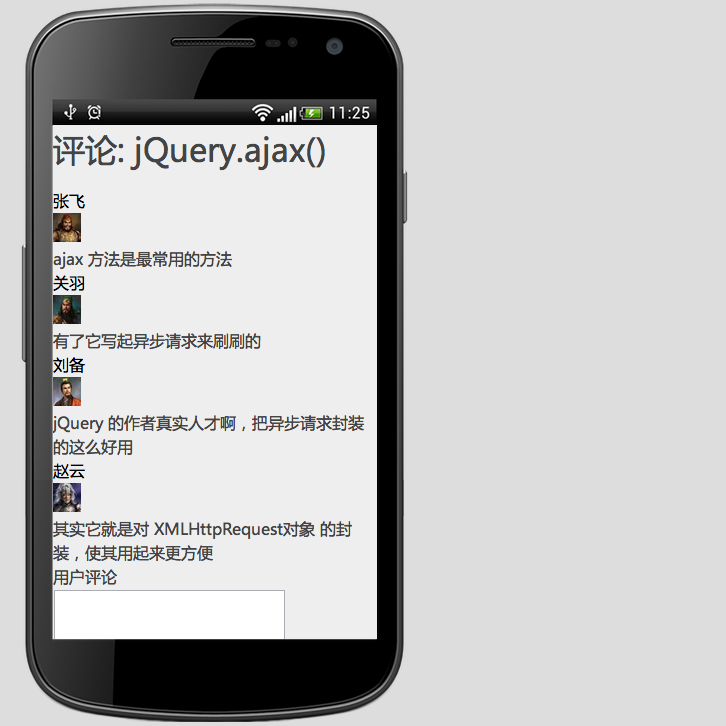 11:25
评论: jQuery.ajax()
张飞
ajax 方法是最常用的方法
关羽
有了它写起异步请求来刷刷的
刘备
jQuery 的作者真实人才啊，把异步请求封装
的这么好用
赵云
其实它就是对 XMLHttpRequest对象 的封
装，使其用起来更方便
用户评论